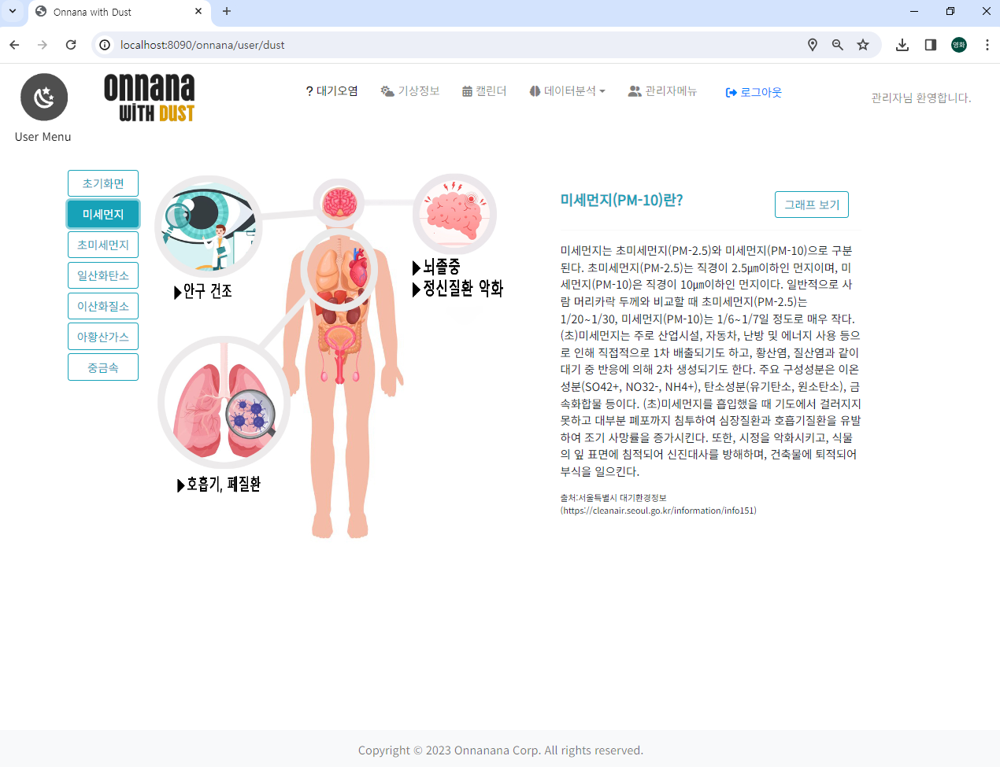 Onnana with Dust
localhost:8090/onnana/user/dust
영화
onnana
WITH DUST
? 대기오염
기상정보
캘린더
데이터분석
관리자메뉴
로그아웃
관리자님 환영합니다.
User Menu
초기화면
미세먼지
초미세먼지
일산화탄소
이산화질소
아황산가스
중금속
▶안구 건조
▶뇌졸중
▶정신질환 악화
▶호흡기, 폐질환
미세먼지(PM-10)란?
그래프 보기
미세먼지는 초미세먼지(PM-2.5)와 미세먼지(PM-10)으로 구분
된다. 초미세먼지(PM-2.5)는 직경이 2.5㎛이하인 먼지이며, 미
세먼지(PM-10)은 직경이 10㎛이하인 먼지이다. 일반적으로 사
람 머리카락 두께와 비교할 때 초미세먼지(PM-2.5)는
1/20~1/30, 미세먼지(PM-10)는 1/6~1/7일 정도로 매우 작다.
(초)미세먼지는 주로 산업시설, 자동차, 난방 및 에너지 사용 등으
로 인해 직접적으로 1차 배출되기도 하고, 황산염, 질산염과 같이
대기 중 반응에 의해 2차 생성되기도 한다. 주요 구성성분은 이온
성분(SO42+, NO32-, NH4+), 탄소성분(유기탄소, 원소탄소), 금
속화합물 등이다. (초)미세먼지를 흡입했을 때 기도에서 걸러지지
못하고 대부분 폐포까지 침투하여 심장질환과 호흡기질환을 유발
하여 조기 사망률을 증가시킨다. 또한, 시정을 악화시키고, 식물
의 잎 표면에 침적되어 신진대사를 방해하며, 건축물에 퇴적되어
부식을 일으킨다.
출처:서울특별시 대기환경정보
(https://cleanair.seoul.go.kr/information/info151)
Copyright © 2023 Onnanana Corp. All rights reserved.